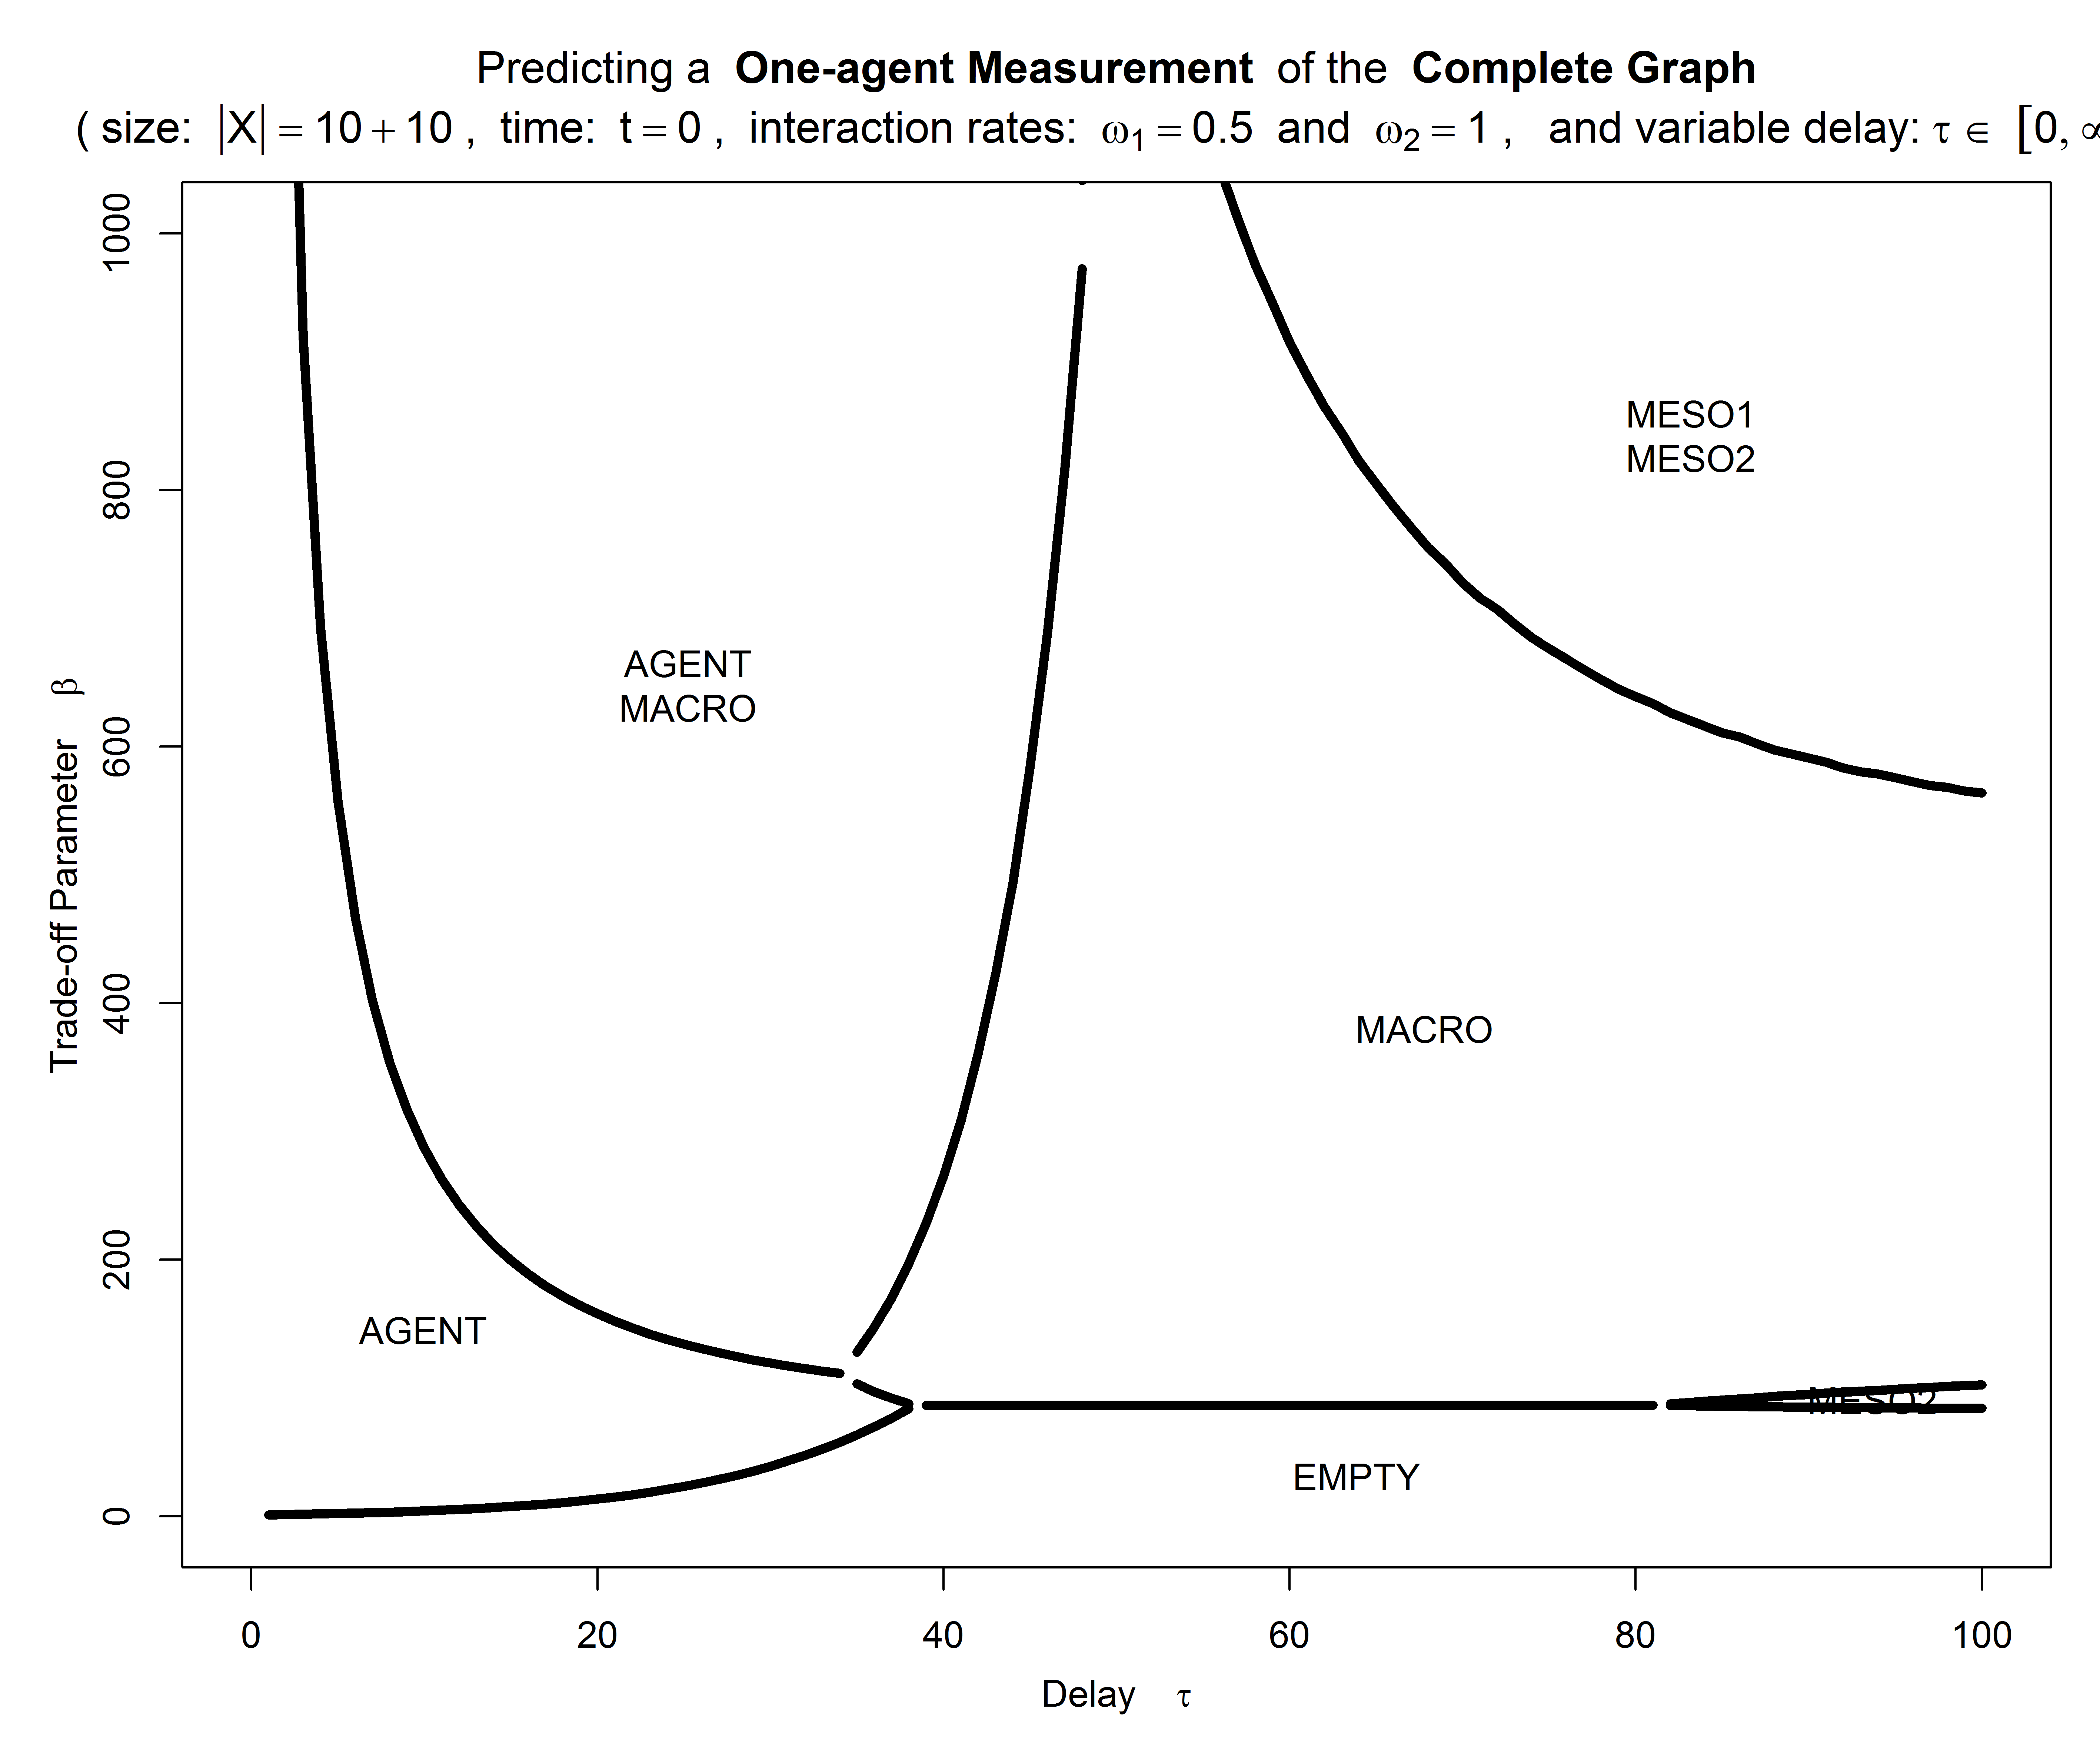 Predicting a One-agent Measurement of the Complete Graph
( size: |X| = 10 + 10 , time: t = 0 , interaction rates: ω1 = 0.5 and ω2 = 1 , and variable delay: τ ∈ [0, ∞
1000
800
600
400
200
0
Trade-off Parameter β
MESO1
MESO2
AGENT
MACRO
MACRO
AGENT
MESO2
EMPTY
0 20 40 60 80 100
Delay τ